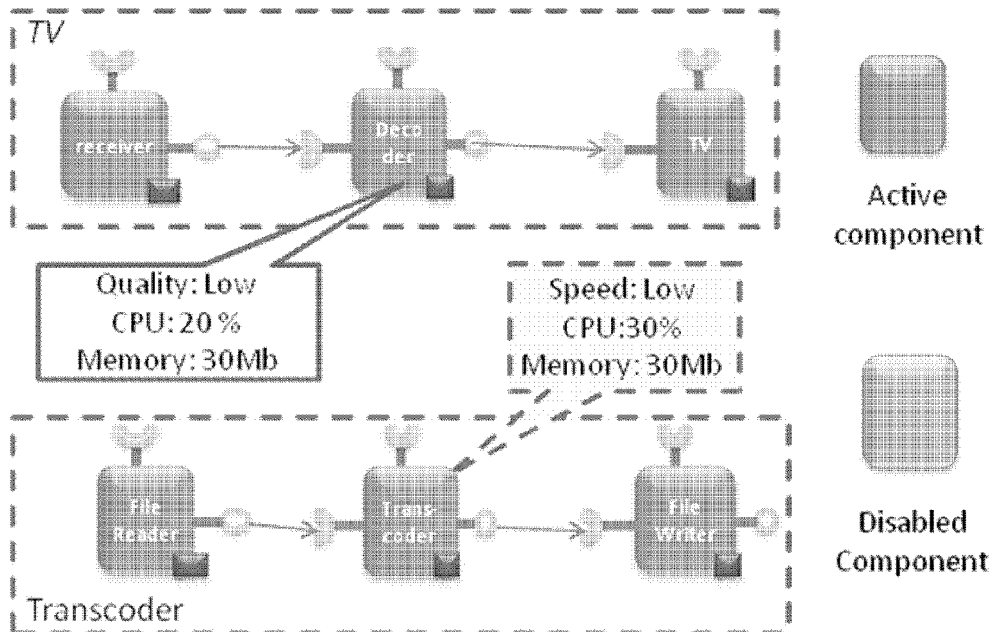 TV
receiver
Deco
der
TV
Active
component
Quality: Low
CPU: 20 %
Memory: 30Mb
Speed: Low
CPU:30%
Memory: 30Mb
File
Reader
Trans-
coder
File
Writer
Disabled
Component
Transcoder